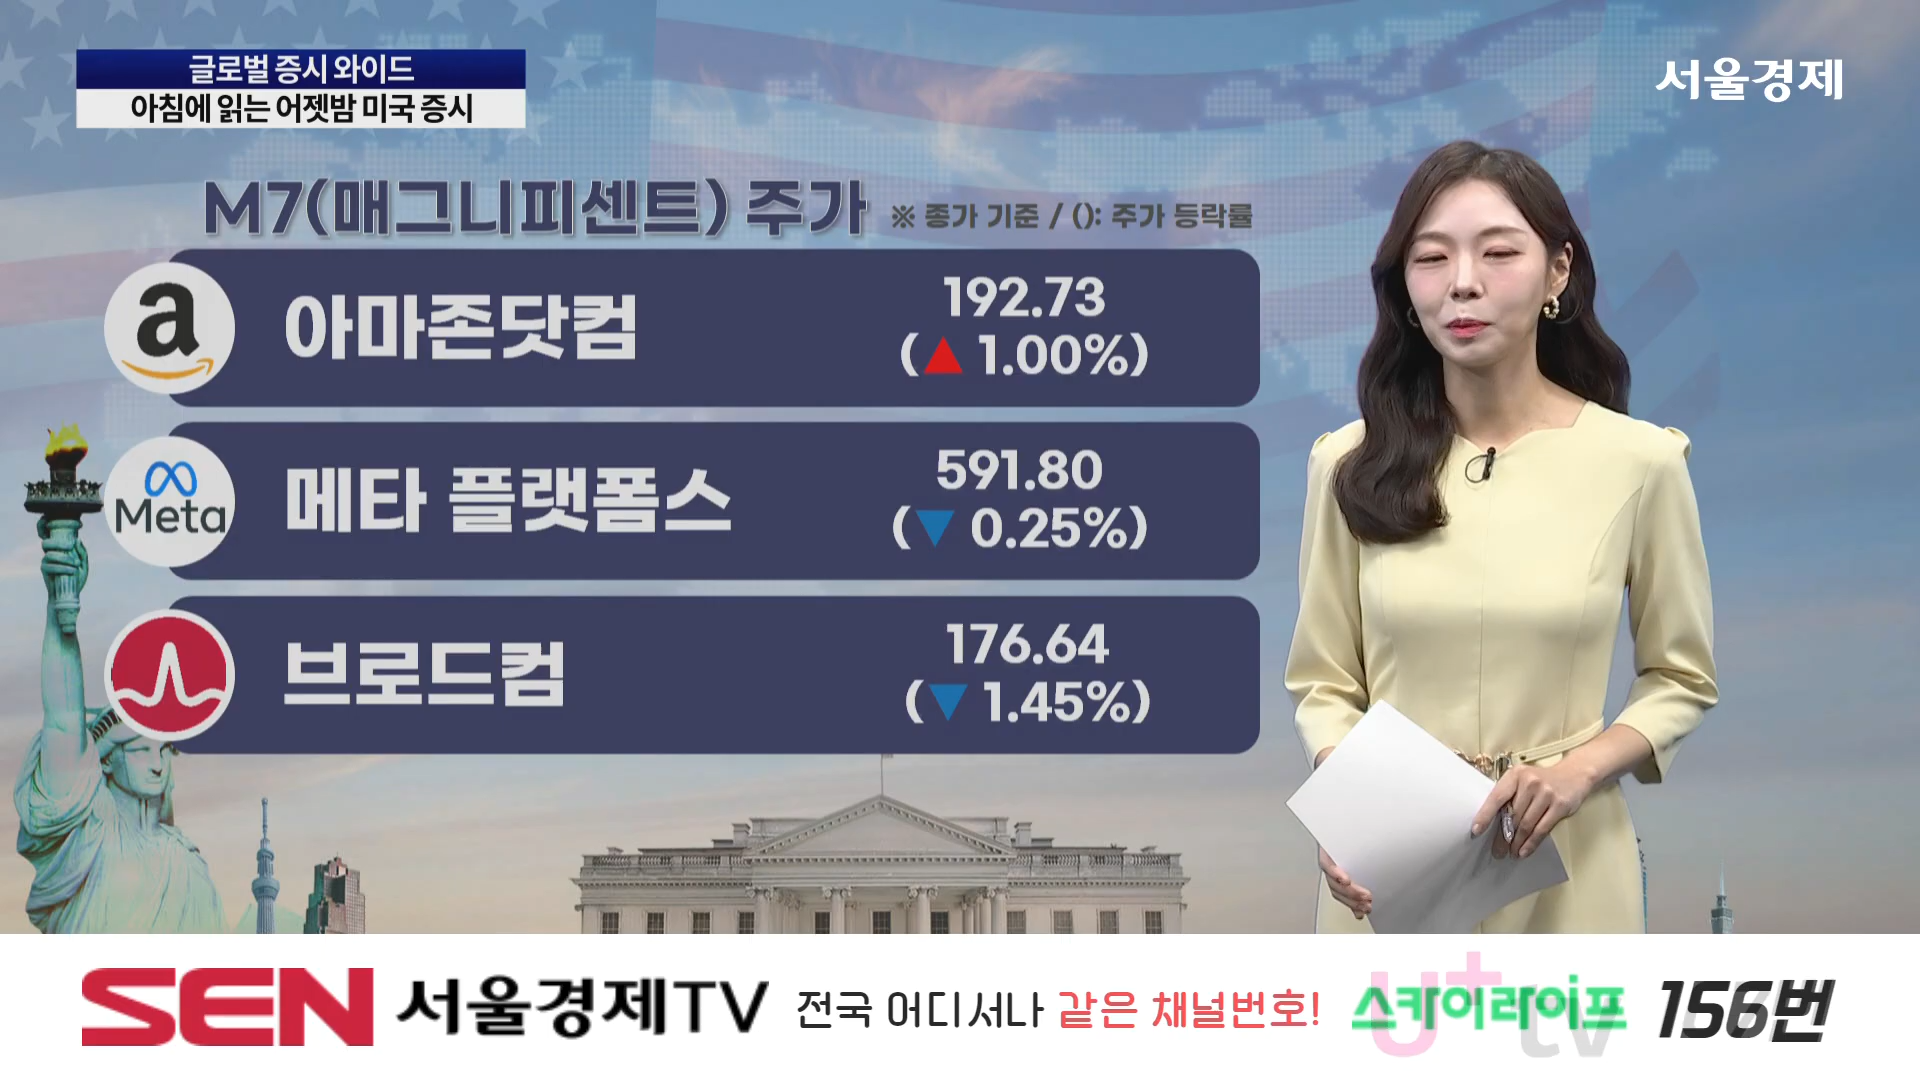 글로벌 증시 와이드
아침에 읽는 어젯밤 미국 증시
서울경제
M7(매그니피센트) 주가 ※ 종가 기준 / (): 주가 등락률
a
아마존닷컴
192.73
(▲ 1.00%)
Meta
메타 플랫폼스
591.80
(▼ 0.25%)
브로드컴
176.64
(▼ 1.45%)
SEN 서울경제TV 전국 어디서나 같은 채널번호! 스카이라이프 U+tv 156번